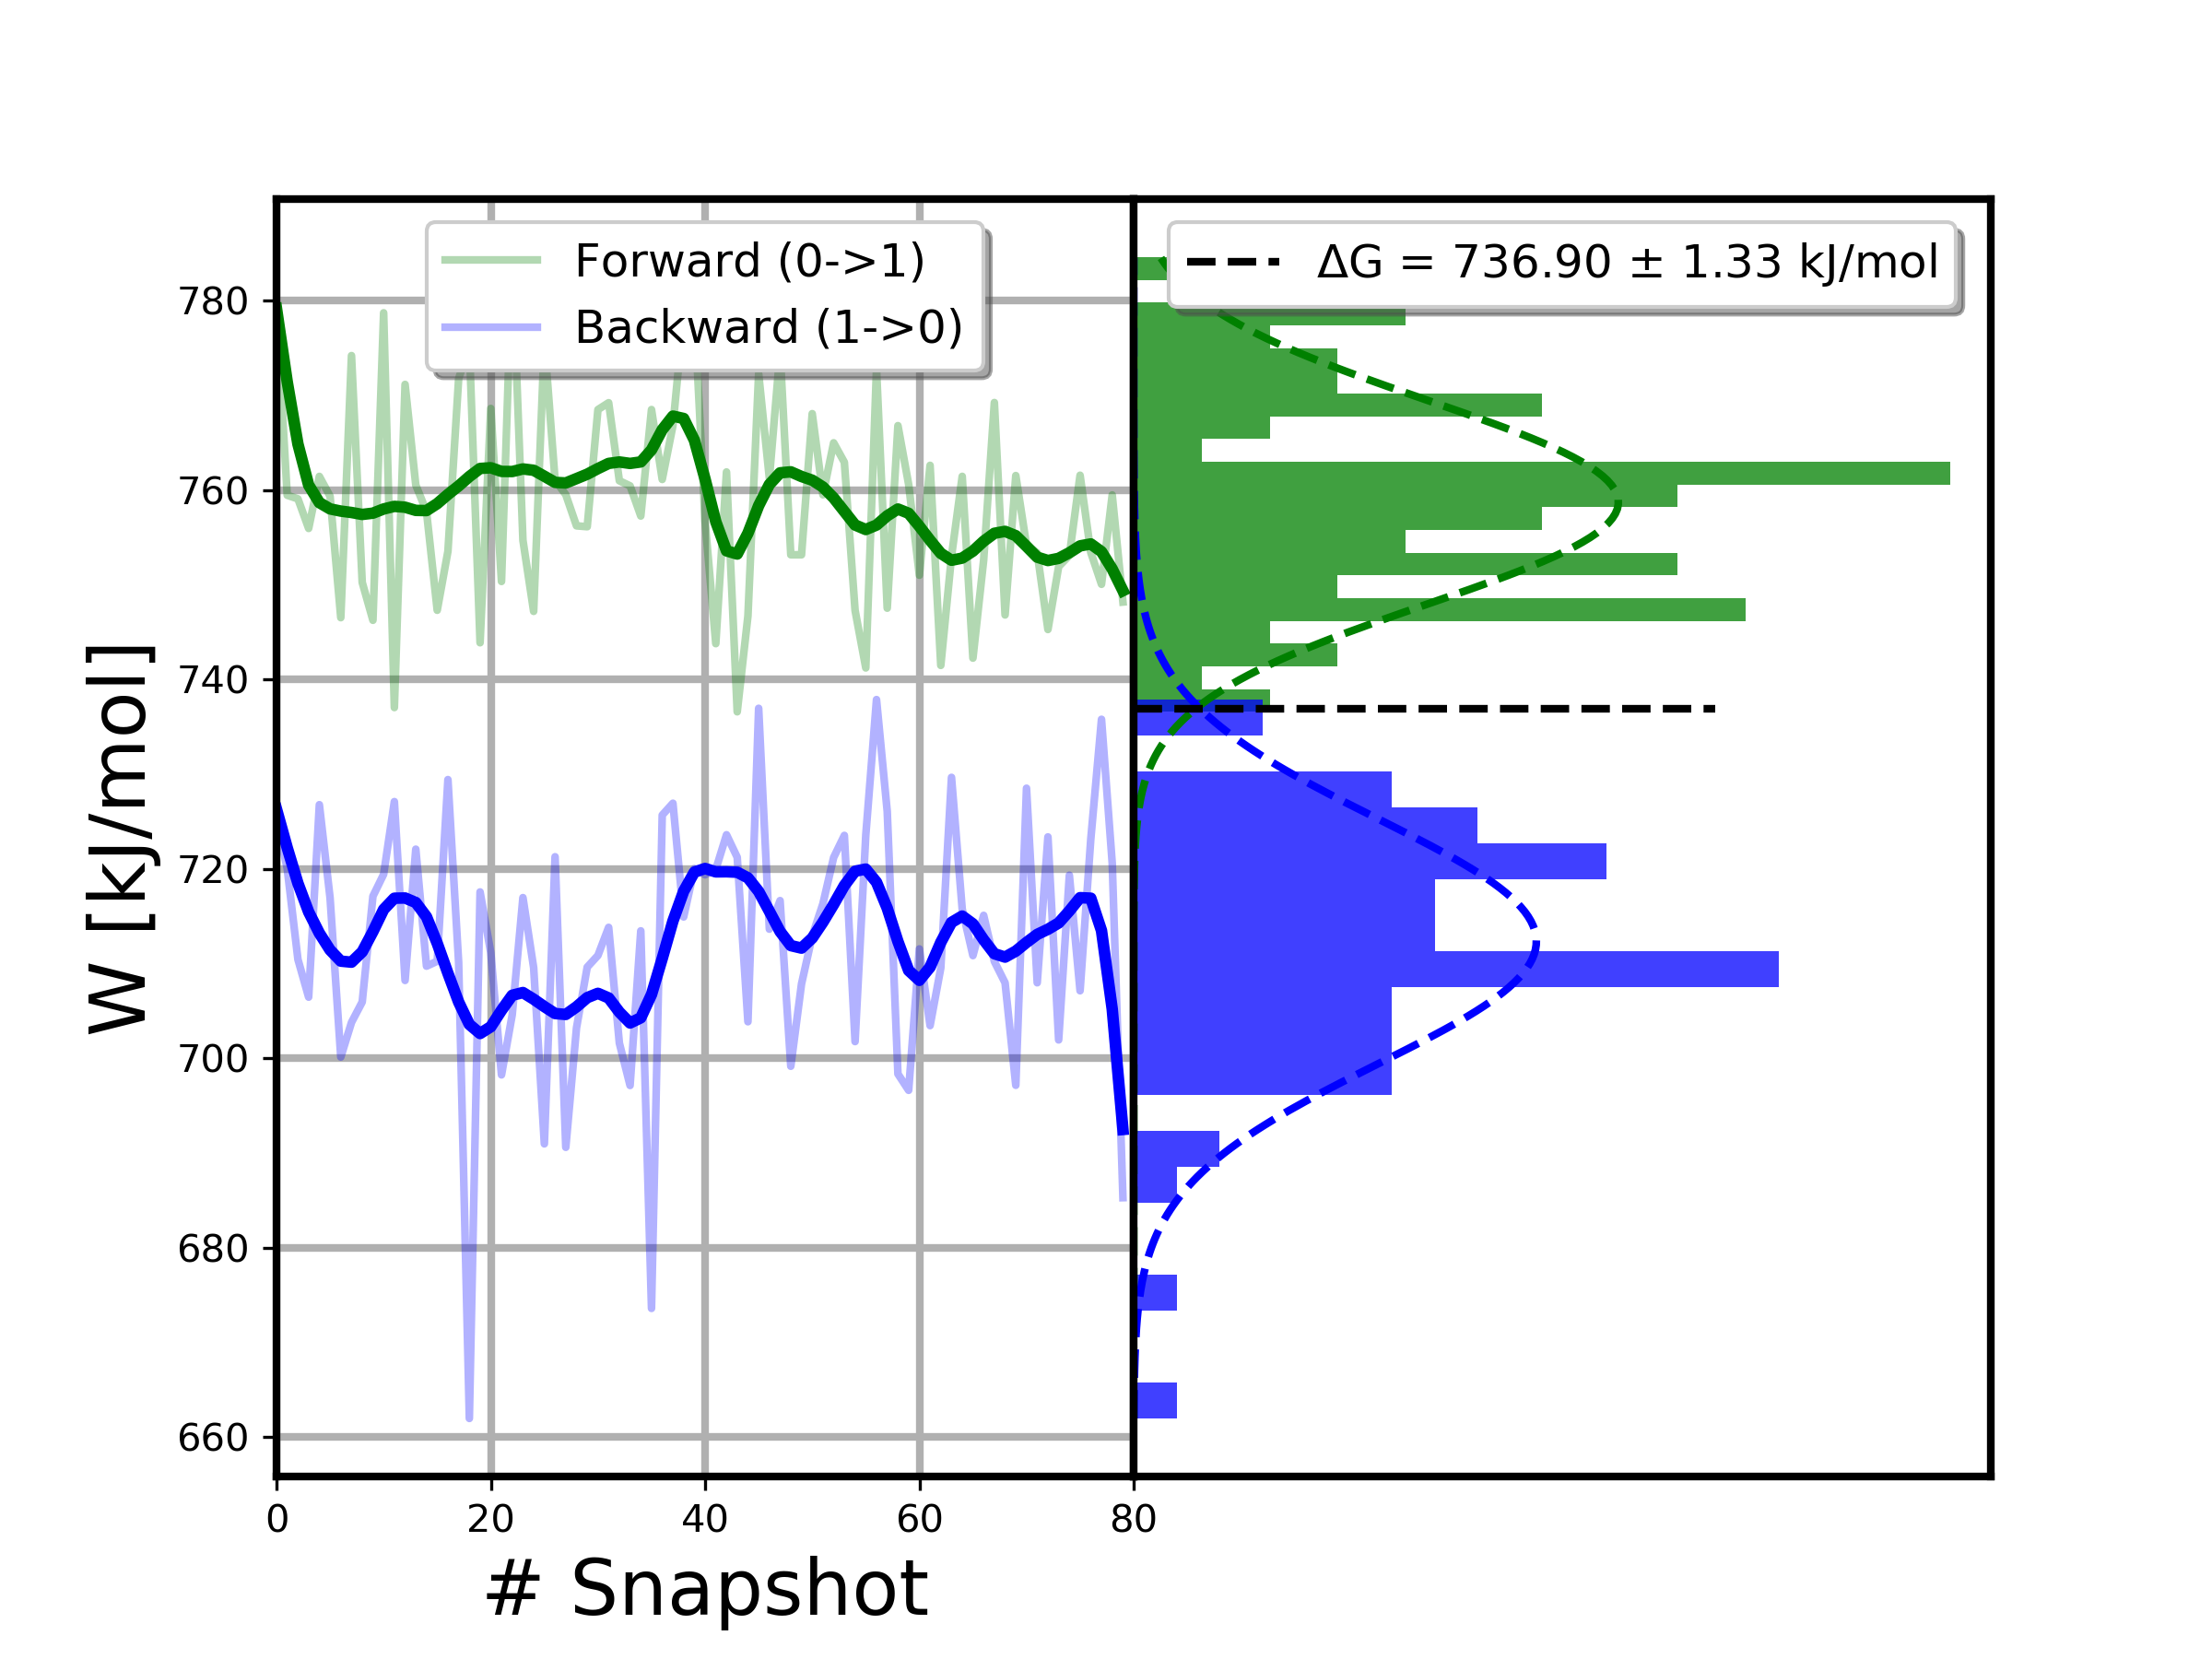 Forward (0->1)
Backward (1->0)
ΔG = 736.90 ± 1.33 kJ/mol
780
760
740
720
700
680
660
W [kJ/mol]
0 20 40 60 80
# Snapshot